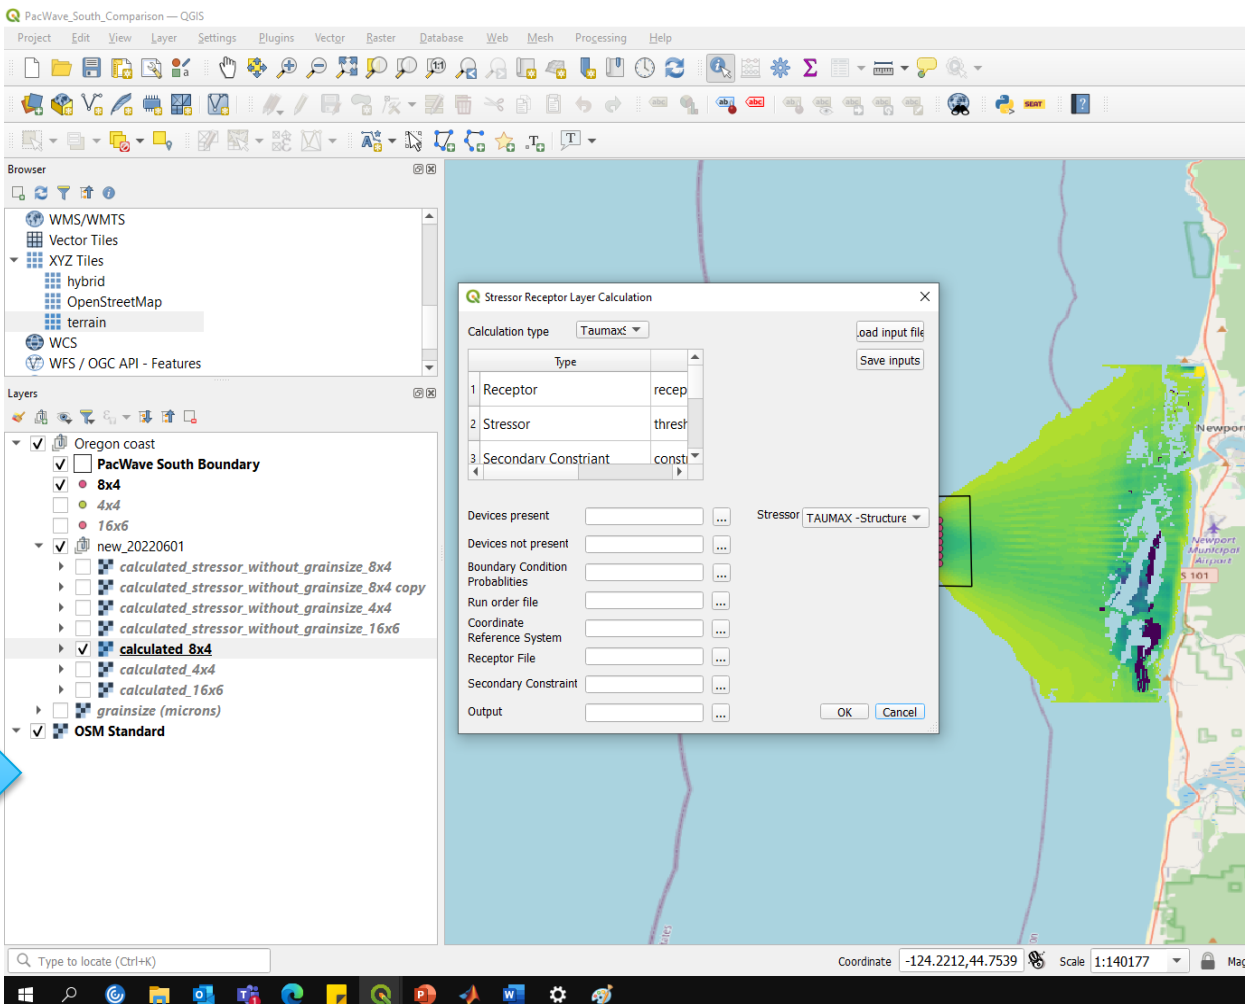 PacWave_South_Comparison — QGIS
Project Edit View Layer Settings Plugins Vector Raster Database Web Mesh Processing Help
SEAT
Browser
WMS/WMTS
Vector Tiles
XYZ Tiles
hybrid
OpenStreetMap
terrain
WCS
WFS / OGC API - Features
Layers
Oregon coast
PacWave South Boundary
8x4
4x4
16x6
new_20220601
calculated_stressor_without_grainsize_8x4
calculated_stressor_without_grainsize_8x4 copy
calculated_stressor_without_grainsize_4x4
calculated_stressor_without_grainsize_16x6
calculated_8x4
calculated_4x4
calculated_16x6
grainsize (microns)
OSM Standard
Stressor Receptor Layer Calculation
Calculation type
.oad input file
Save inputs
Type
1 Receptor recep
2 Stressor thresh
3 Secondary Constriant
Devices present
Stressor TAUMAX -Structure
Devices not present
Boundary Condition
Probablities
Run order file
Coordinate
Reference System
Receptor File
Secondary Constraint
Output
OK Cancel
Newport
Newport
Municipal
Airport
S 101
Type to locate (Ctrl+K)
Coordinate -124.2212,44.7539 Scale 1:140177 Mag